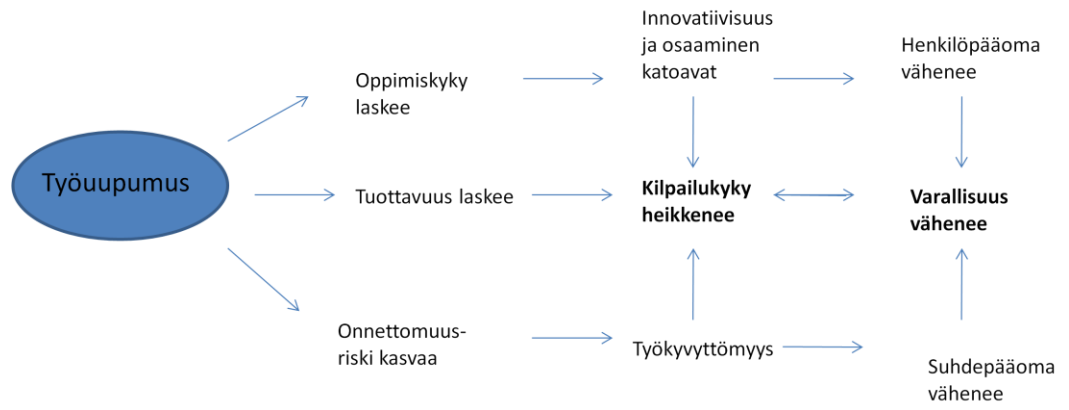 Työuupumus
Oppimiskyky
laskee
Tuottavuus laskee
Onnettomuus-
riski kasvaa
Innovatiivisuus
ja osaaminen
katoavat
Kilpailukyky
heikkenee
Työkyvyttömyys
Henkilöpääoma
vähenee
Varallisuus
vähenee
Suhdepääoma
vähenee